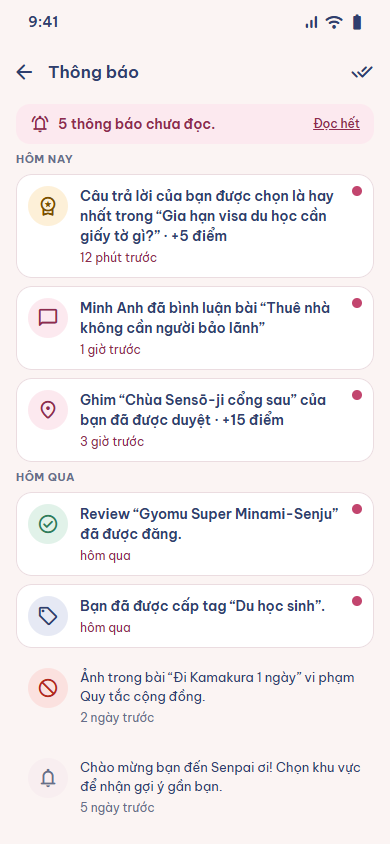 9:41
Thông báo
5 thông báo chưa đọc.
Đọc hết
HÔM NAY
Câu trả lời của bạn được chọn là hay
nhất trong “Gia hạn visa du học cần
giấy tờ gì?” · +5 điểm
12 phút trước
Minh Anh đã bình luận bài “Thuê nhà
không cần người bảo lãnh”
1 giờ trước
Ghim “Chùa Sensō-ji cổng sau” của
bạn đã được duyệt · +15 điểm
3 giờ trước
HÔM QUA
Review “Gyomu Super Minami-Senju”
đã được đăng.
hôm qua
Bạn đã được cấp tag “Du học sinh”.
hôm qua
Ảnh trong bài “Đi Kamakura 1 ngày” vi phạm
Quy tắc cộng đồng.
2 ngày trước
Chào mừng bạn đến Senpai ơi! Chọn khu vực
để nhận gợi ý gần bạn.
5 ngày trước